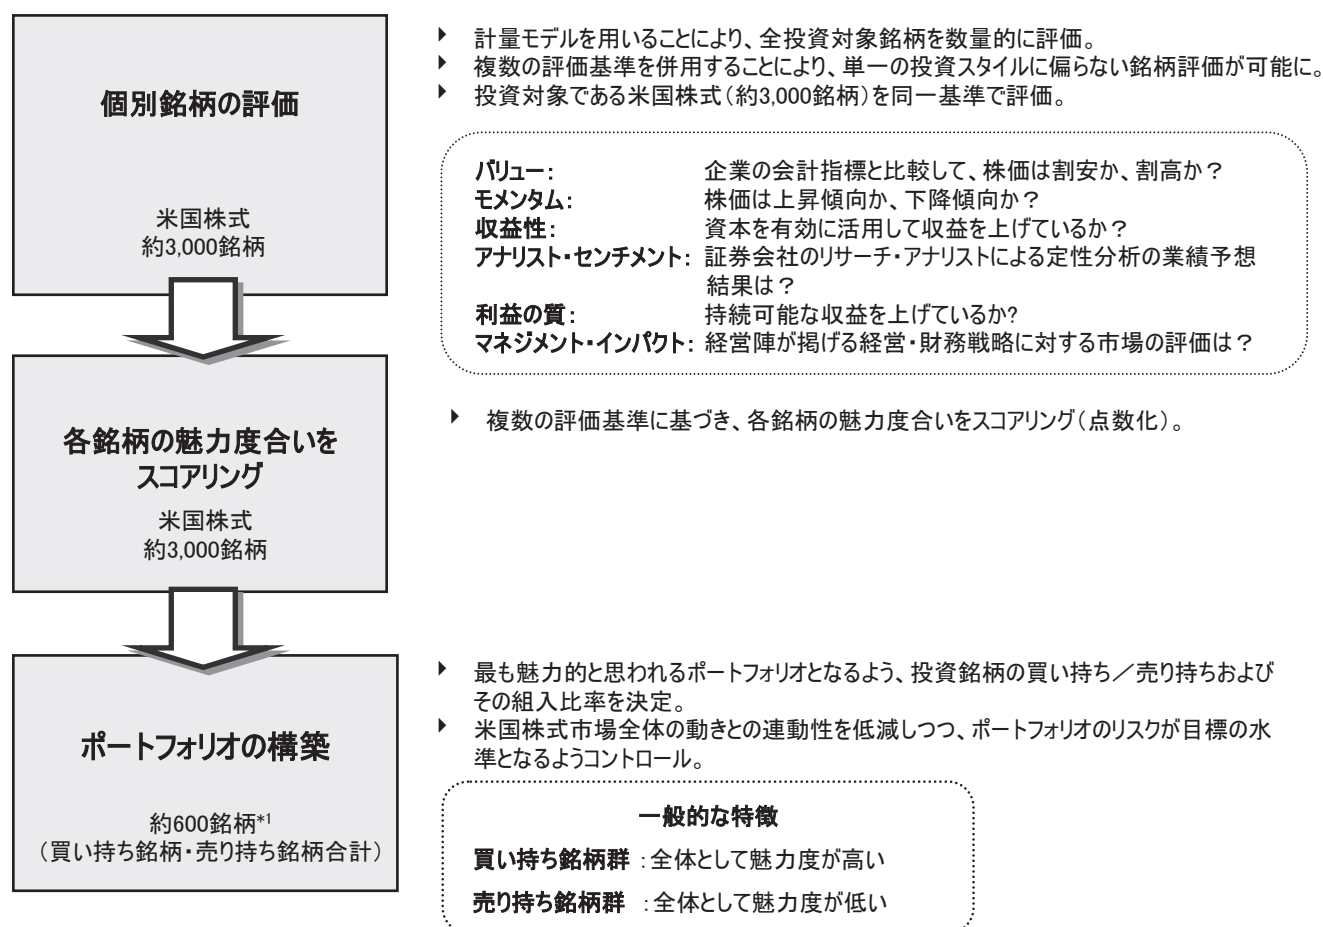 個別銘柄の評価
米国株式
約3,000銘柄
▶ 計量モデルを用いることにより、全投資対象銘柄を数量的に評価。
▶ 複数の評価基準を併用することにより、単一の投資スタイルに偏らない銘柄評価が可能に。
▶ 投資対象である米国株式（約3,000銘柄）を同一基準で評価。
バリュー： 企業の会計指標と比較して、株価は割安か、割高か？
モメンタム： 株価は上昇傾向か、下降傾向か？
収益性： 資本を有効に活用して収益を上げているか？
アナリスト・センチメント： 証券会社のリサーチ・アナリストによる定性分析の業績予想
結果は？
利益の質： 持続可能な収益を上げているか?
マネジメント・インパクト： 経営陣が掲げる経営・財務戦略に対する市場の評価は？
各銘柄の魅力度合いを
スコアリング
米国株式
約3,000銘柄
▶ 複数の評価基準に基づき、各銘柄の魅力度合いをスコアリング（点数化）。
ポートフォリオの構築
約600銘柄*1
（買い持ち銘柄・売り持ち銘柄合計）
▶ 最も魅力的と思われるポートフォリオとなるよう、投資銘柄の買い持ち／売り持ちおよび
その組入比率を決定。
▶ 米国株式市場全体の動きとの連動性を低減しつつ、ポートフォリオのリスクが目標の水
準となるようコントロール。
一般的な特徴
買い持ち銘柄群 ：全体として魅力度が高い
売り持ち銘柄群 ：全体として魅力度が低い